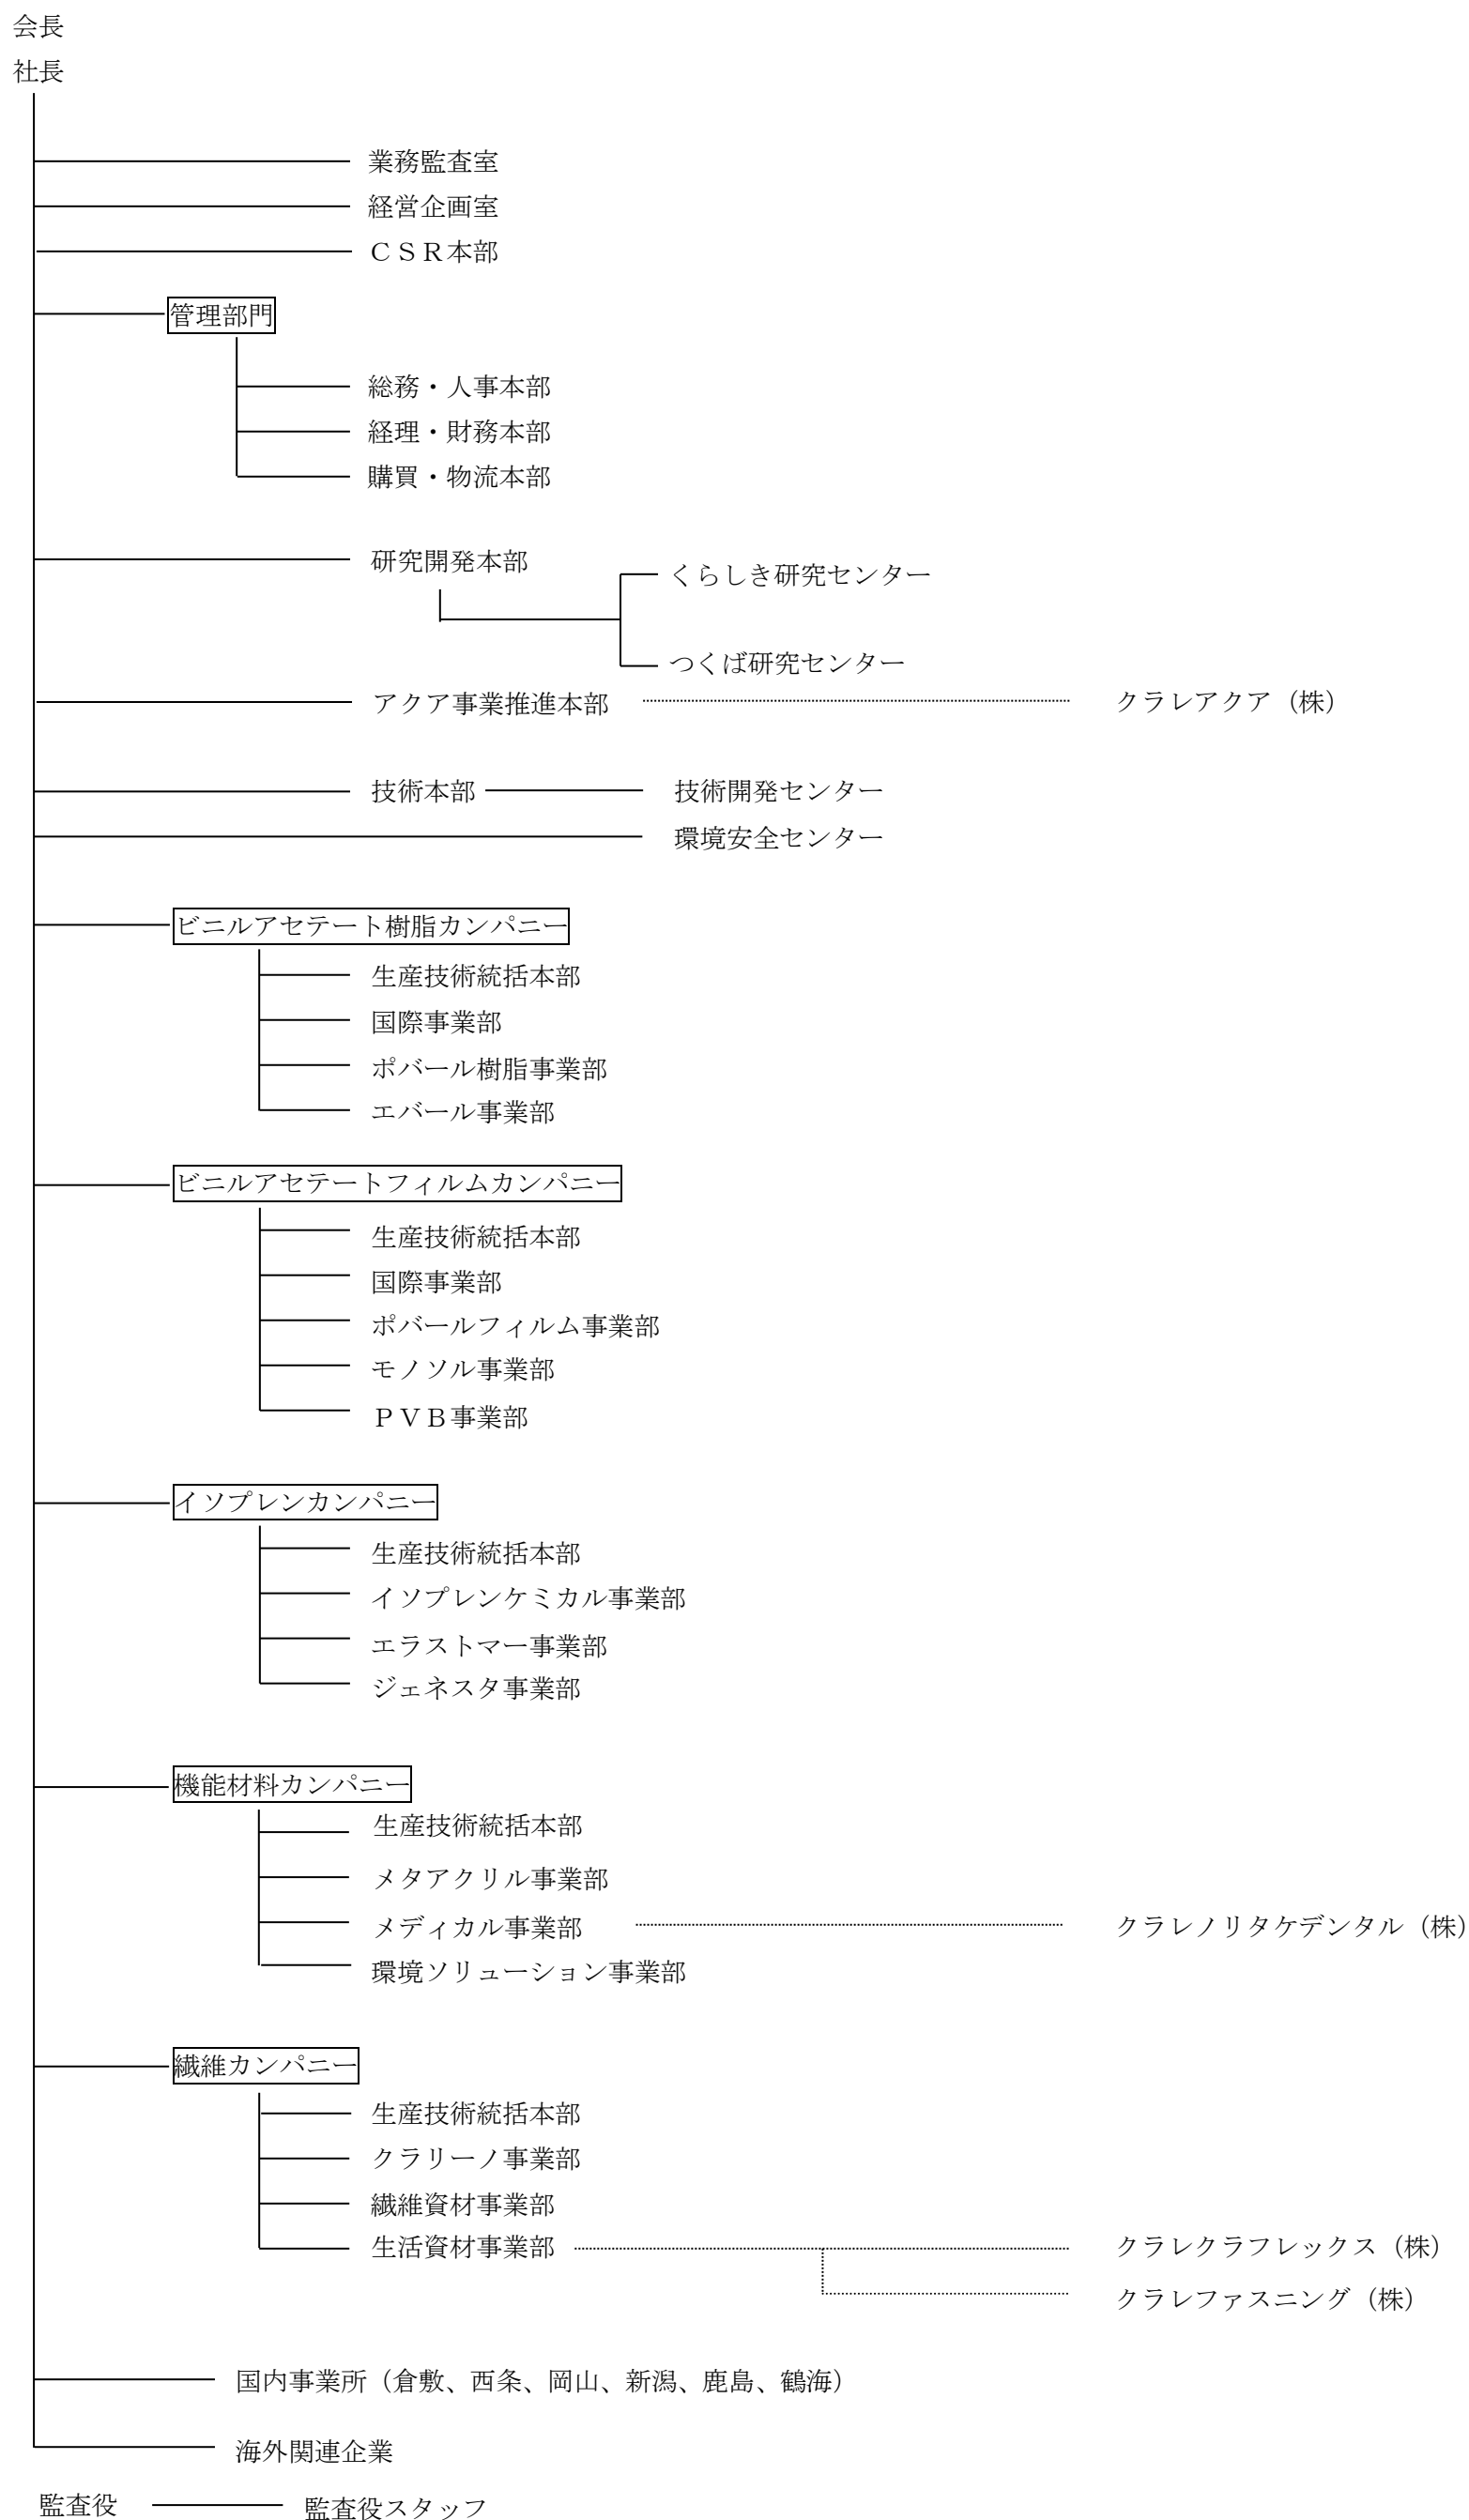 会長
社長
業務監査室
経営企画室
ＣＳＲ本部
管理部門
総務・人事本部
経理・財務本部
購買・物流本部
研究開発本部
くらしき研究センター
つくば研究センター
アクア事業推進本部 クラレアクア（株）
技術本部 技術開発センター
環境安全センター
ビニルアセテート樹脂カンパニー
生産技術統括本部
国際事業部
ポバール樹脂事業部
エバール事業部
ビニルアセテートフィルムカンパニー
生産技術統括本部
国際事業部
ポバールフィルム事業部
モノソル事業部
ＰＶＢ事業部
イソプレンカンパニー
生産技術統括本部
イソプレンケミカル事業部
エラストマー事業部
ジェネスタ事業部
機能材料カンパニー
生産技術統括本部
メタアクリル事業部
メディカル事業部 クラレノリタケデンタル（株）
環境ソリューション事業部
繊維カンパニー
生産技術統括本部
クラリーノ事業部
繊維資材事業部
生活資材事業部 クラレクラフレックス（株）
クラレファスニング（株）
国内事業所（倉敷、西条、岡山、新潟、鹿島、鶴海）
海外関連企業
監査役 監査役スタッフ